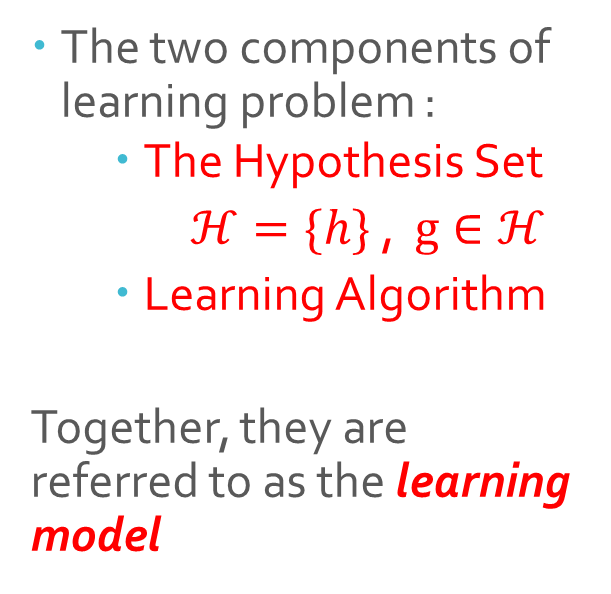 • The two components of
learning problem :
• The Hypothesis Set
ℋ = {ℎ} , g ∈ ℋ
• Learning Algorithm
Together, they are
referred to as the learning
model